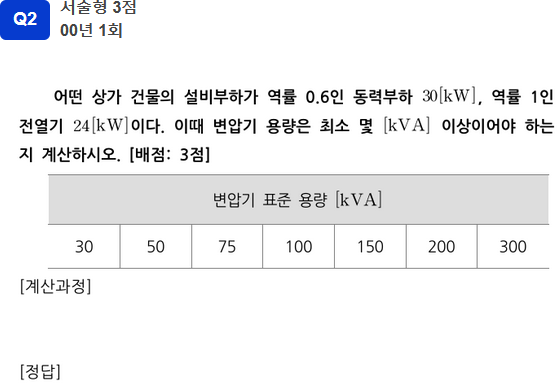 Q2
서술형 3점
00년 1회
어떤 상가 건물의 설비부하가 역률 0.6인 동력부하 30[kW], 역률 1인
전열기 24[kW]이다. 이때 변압기 용량은 최소 몇 [kVA] 이상이어야 하는
지 계산하시오. [배점: 3점]
변압기 표준 용량 [kVA]
30 50 75 100 150 200 300
[계산과정]
[정답]